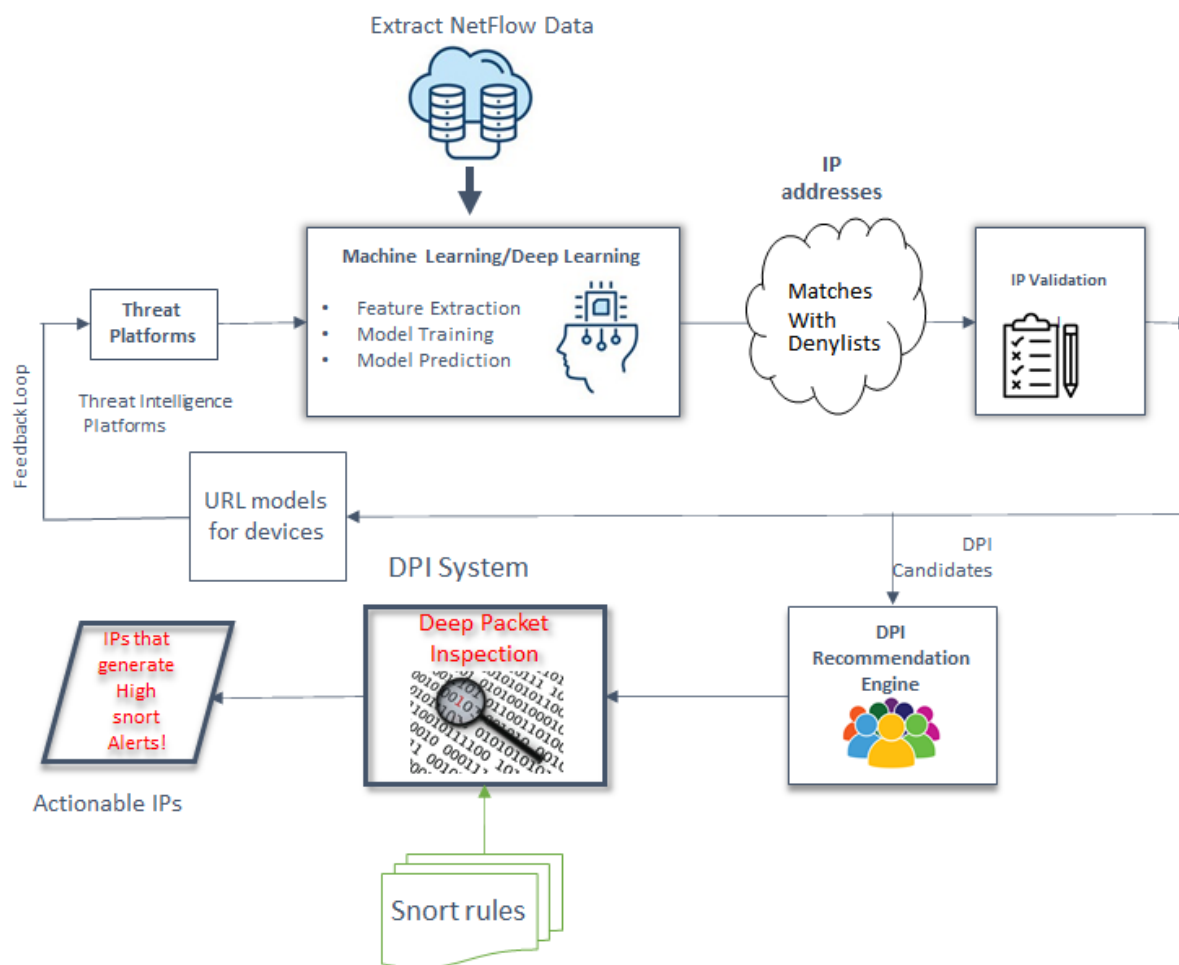 Extract NetFlow Data
IP
addresses
Machine Learning/Deep Learning
• Feature Extraction
• Model Training
• Model Prediction
Matches
With
Denylists
IP Validation
Threat
Platforms
Threat Intelligence
Platforms
Feedback Loop
URL models
for devices
DPI
Candidates
DPI System
Deep Packet
Inspection
DPI
Recommendation
Engine
IPs that
generate
High
snort
Alerts!
Actionable IPs
Snort rules